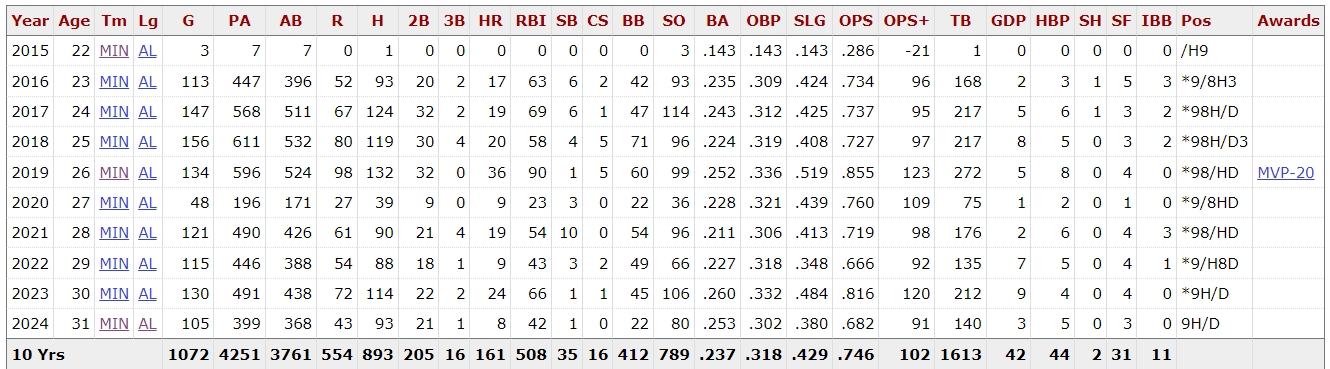 Year Age Tm Lg G PA AB R H 2B 3B HR RBI SB CS BB SO BA OBP SLG OPS OPS+ TB GDP HBP SH SF IBB Pos Awards
2015 22 MIN AL 3 7 7 0 1 0 0 0 0 0 0 0 3 .143 .143 .143 .286 -21 1 0 0 0 0 0 /H9
2016 23 MIN AL 113 447 396 52 93 20 2 17 63 6 2 42 93 .235 .309 .424 .734 96 168 2 3 1 5 3 *9/8H3
2017 24 MIN AL 147 568 511 67 124 32 2 19 69 6 1 47 114 .243 .312 .425 .737 95 217 5 6 1 3 2 *98H/D
2018 25 MIN AL 156 611 532 80 119 30 4 20 58 4 5 71 96 .224 .319 .408 .727 97 217 8 5 0 3 2 *98H/D3
2019 26 MIN AL 134 596 524 98 132 32 0 36 90 1 5 60 99 .252 .336 .519 .855 123 272 5 8 0 4 0 *98/HD MVP-20
2020 27 MIN AL 48 196 171 27 39 9 0 9 23 3 0 22 36 .228 .321 .439 .760 109 75 1 2 0 1 0 *9/8HD
2021 28 MIN AL 121 490 426 61 90 21 4 19 54 10 0 54 96 .211 .306 .413 .719 98 176 2 6 0 4 3 *98/HD
2022 29 MIN AL 115 446 388 54 88 18 1 9 43 3 2 49 66 .227 .318 .348 .666 92 135 7 5 0 4 1 *9/H8D
2023 30 MIN AL 130 491 438 72 114 22 2 24 66 1 1 45 106 .260 .332 .484 .816 120 212 9 4 0 4 0 *9H/D
2024 31 MIN AL 105 399 368 43 93 21 1 8 42 1 0 22 80 .253 .302 .380 .682 91 140 3 5 0 3 0 9H/D
10 Yrs 1072 4251 3761 554 893 205 16 161 508 35 16 412 789 .237 .318 .429 .746 102 1613 42 44 2 31 11